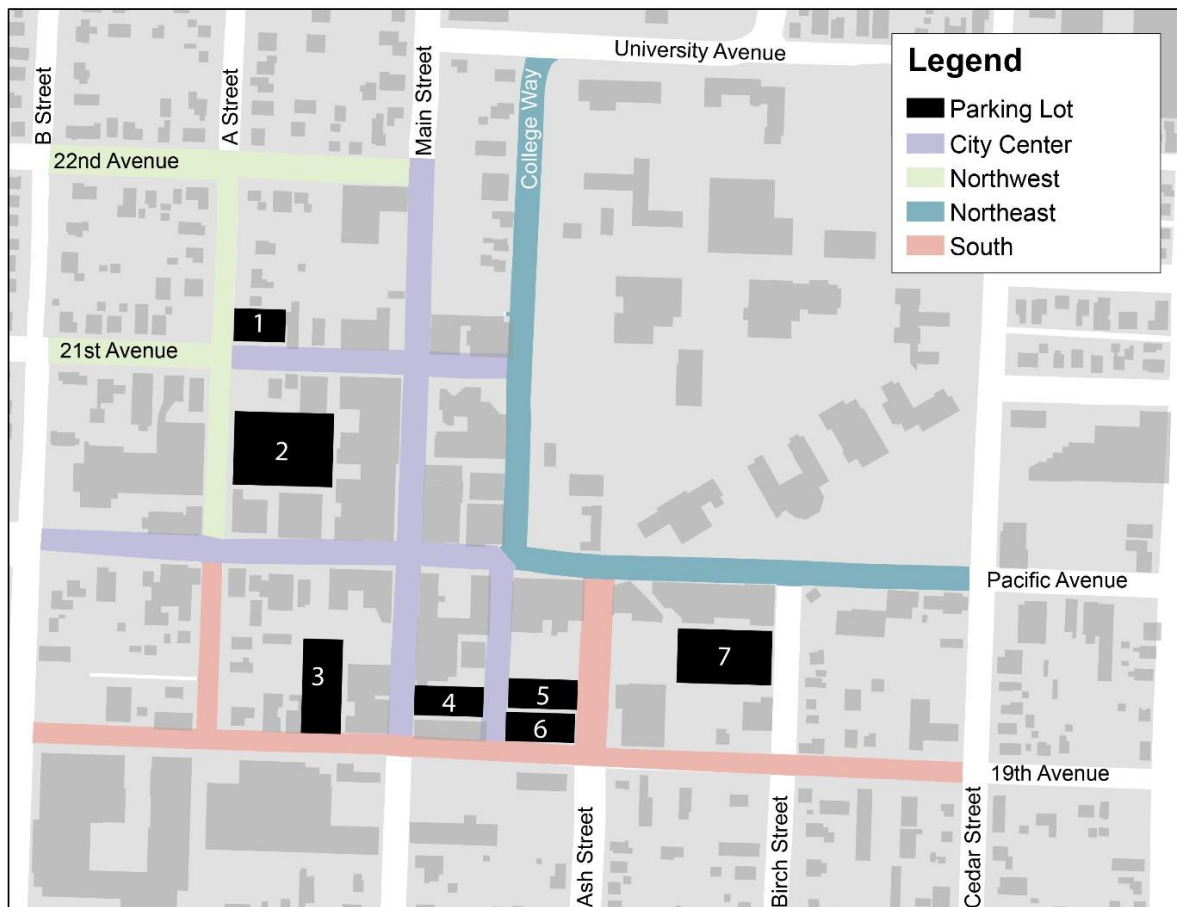 University Avenue
B Street
A Street
Main Street
College Way
Legend
Parking Lot
City Center
Northwest
Northeast
South
22nd Avenue
1
21st Avenue
2
Pacific Avenue
3
4
5
6
7
19th Avenue
Ash Street
Birch Street
Cedar Street